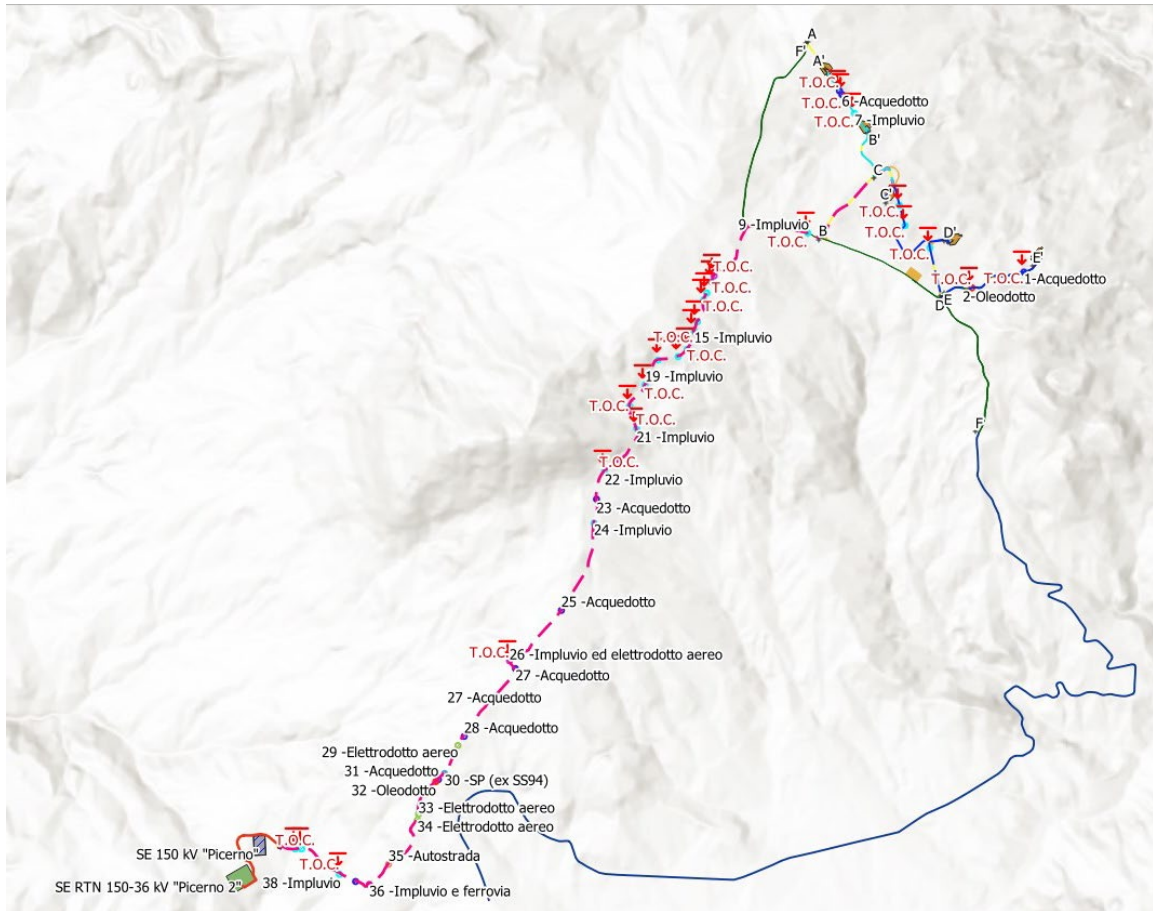 A
F'
A'
T.O.C.
T.O.C.
6-Acquedotto
T.O.C.
7 -Impluvio
B'
C
C'
T.O.C.
9 -Impluvio
B
T.O.C.
T.O.C.
T.O.C.
D'
E'
T.O.C.
T.O.C.
T.O.C.
1-Acquedotto
2-Oleodotto
E
D
T.O.C.
T.O.C.
T.O.C.
15 -Impluvio
T.O.C.
19 -Impluvio
T.O.C.
T.O.C.
T.O.C.
F
21 -Impluvio
T.O.C.
22 -Impluvio
23 -Acquedotto
24 -Impluvio
25 -Acquedotto
T.O.C.
26 -Impluvio ed elettrodotto aereo
27 -Acquedotto
27 -Acquedotto
28 -Acquedotto
29 -Elettrodotto aereo
31 -Acquedotto
30 -SP (ex SS94)
32 -Oleodotto
33 -Elettrodotto aereo
34 -Elettrodotto aereo
T.O.C.
SE 150 kV "Picerno"
35 -Autostrada
T.O.C.
SE RTN 150-36 kV "Picerno 2"
38 -Impluvio
36 -Impluvio e ferrovia